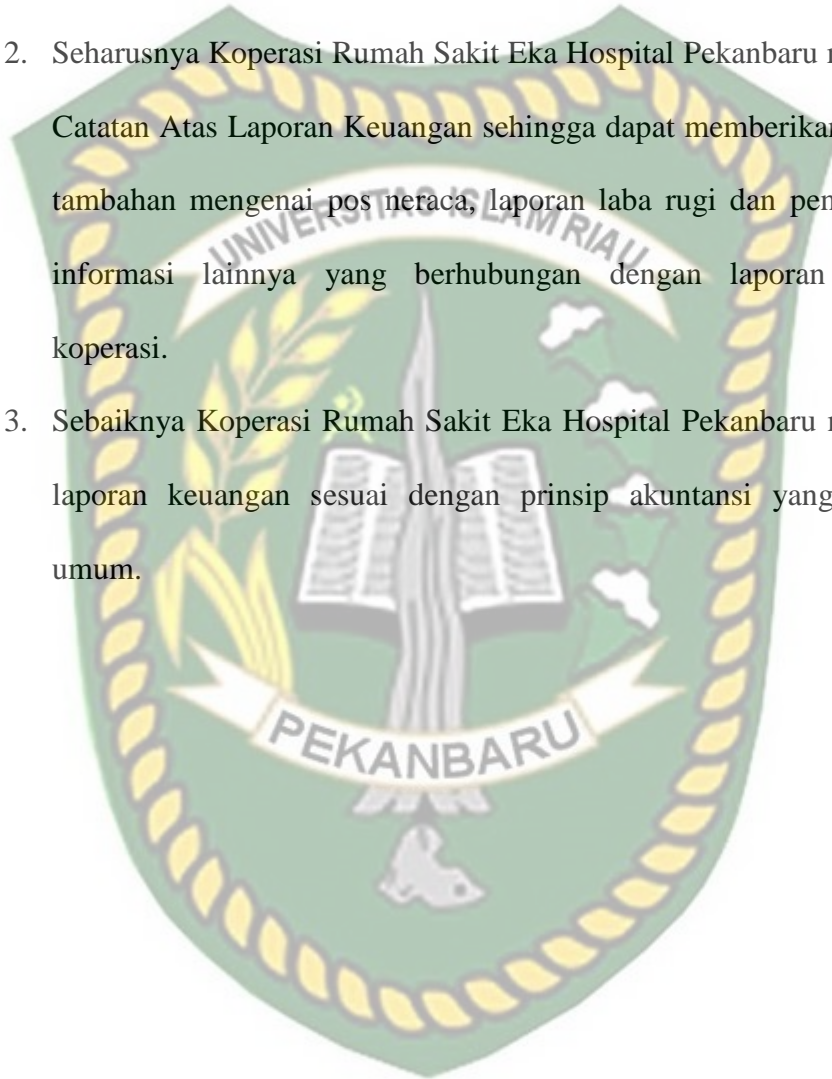 2. Seharusnya Koperasi Rumah Sakit Eka Hospital Pekanbaru
Catatan Atas Laporan Keuangan sehingga dapat memberikan
tambahan mengenai pos neraca, laporan laba rugi dan
informasi lainnya yang berhubungan dengan laporan
koperasi.
3. Sebaiknya Koperasi Rumah Sakit Eka Hospital Pekanbaru
laporan keuangan sesuai dengan prinsip akuntansi yang
umum.
UNIVERSITAS ISLAM RIAU
PEKANBARU